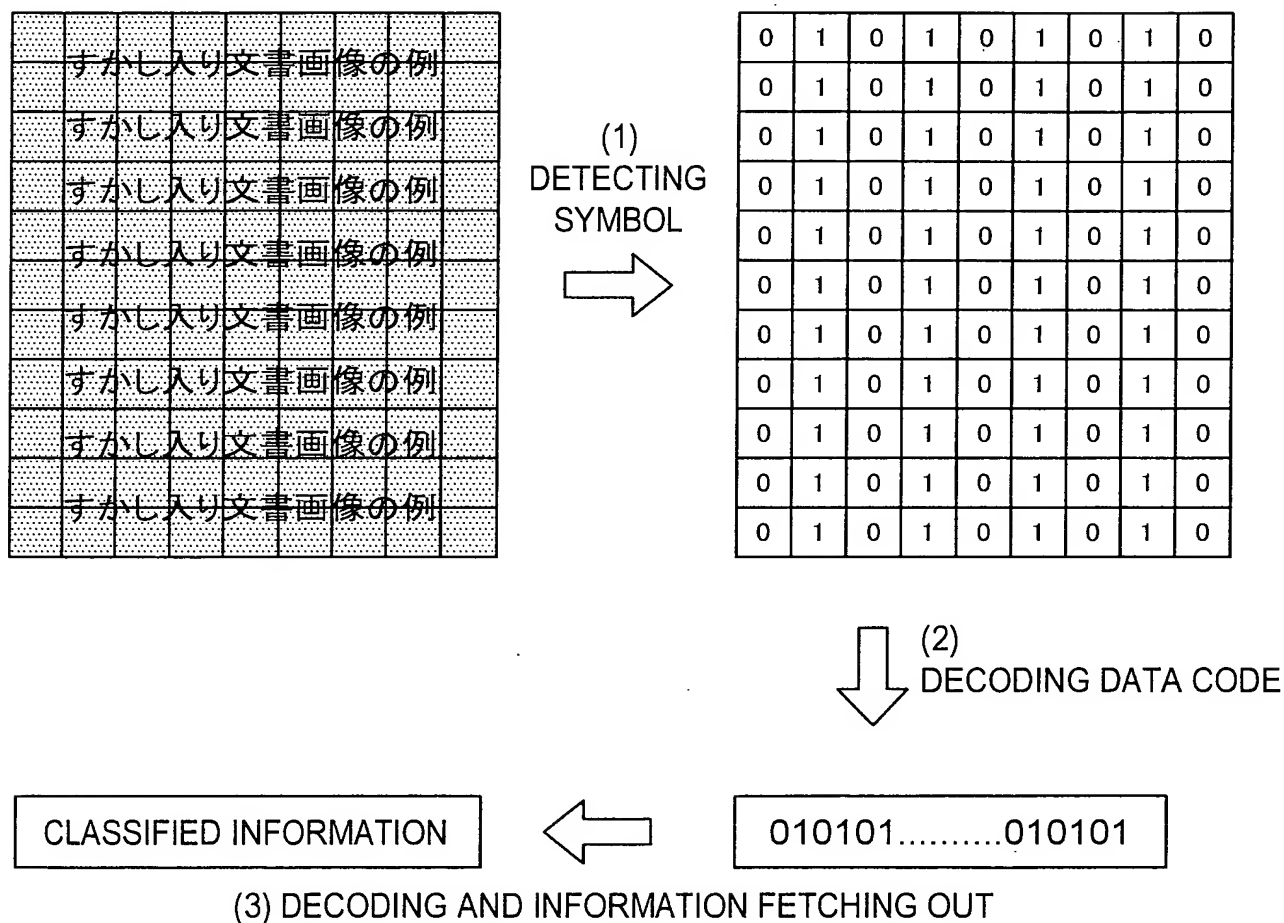 すかし入り文書画像の例
すかし入り文書画像の例
すかし入り文書画像の例
すかし入り文書画像の例
すかし入り文書画像の例
すかし入り文書画像の例
すかし入り文書画像の例
すかし入り文書画像の例
(1)
DETECTING
SYMBOL
0 1 0 1 0 1 0 1 0
0 1 0 1 0 1 0 1 0
0 1 0 1 0 1 0 1 0
0 1 0 1 0 1 0 1 0
0 1 0 1 0 1 0 1 0
0 1 0 1 0 1 0 1 0
0 1 0 1 0 1 0 1 0
0 1 0 1 0 1 0 1 0
0 1 0 1 0 1 0 1 0
0 1 0 1 0 1 0 1 0
0 1 0 1 0 1 0 1 0
(2)
DECODING DATA CODE
CLASSIFIED INFORMATION
010101..........010101
(3) DECODING AND INFORMATION FETCHING OUT